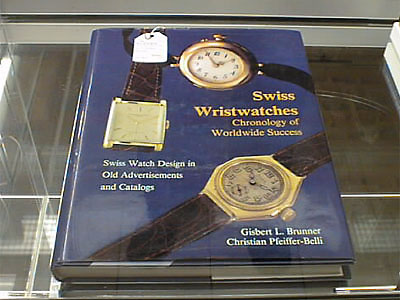 Swiss
Wristwatches
Chronology of
Worldwide Success
Swiss Watch Design in
Old Advertisements
and Catalogs
Gisbert L. Brunner
Christian Pfeiffer-Belli